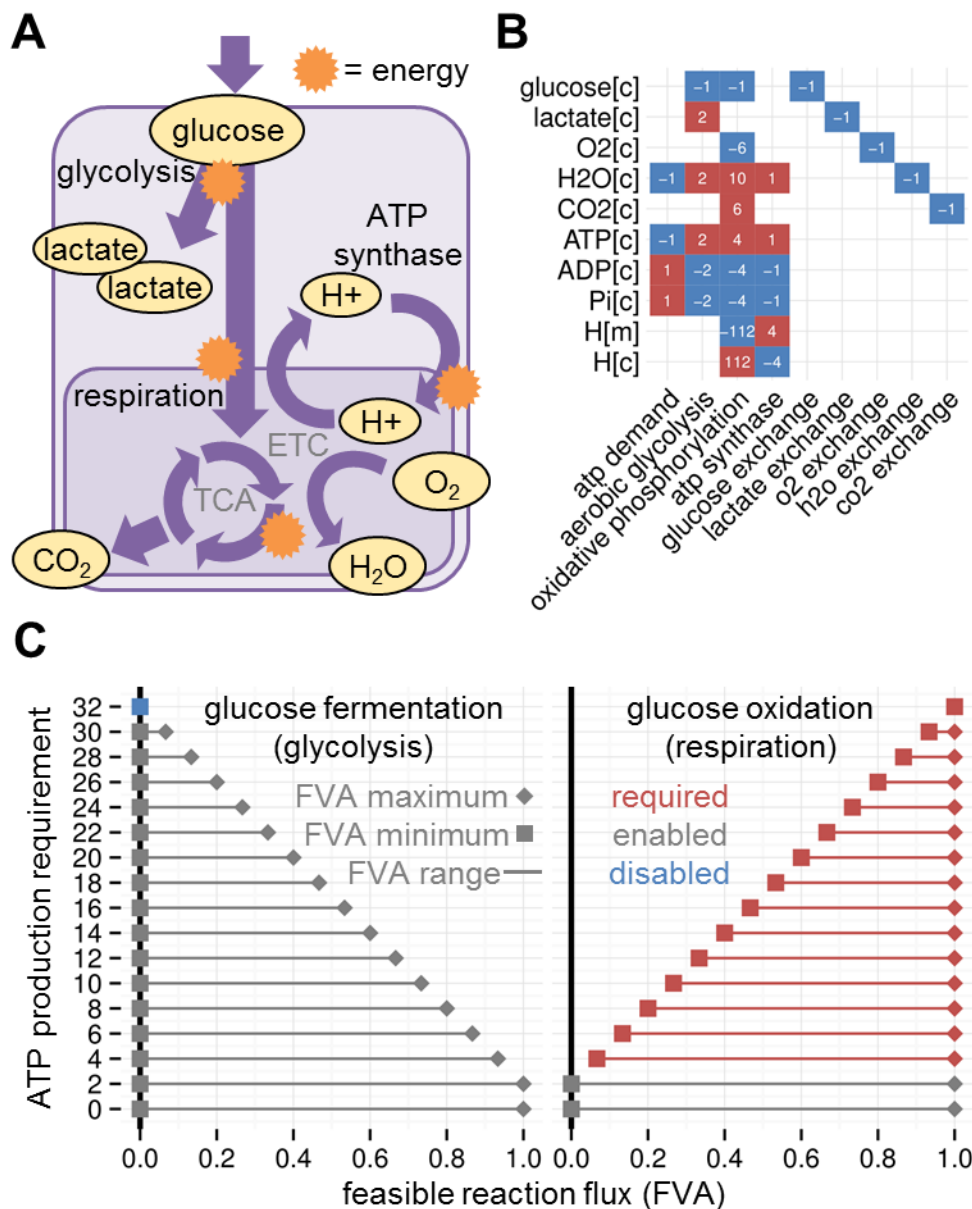 A
= energy
glucose
glycolysis
lactate
lactate
ATP
synthase
H+
respiration
H+
ETC
O2
TCA
CO2
H2O
B
glucose[c] −1 −1 −1
lactate[c] 2 −1
O2[c] −6 −1
H2O[c] −1 2 10 1 −1
CO2[c] 6 −1
ATP[c] −1 2 4 1
ADP[c] 1 −2 −4 −1
Pi[c] 1 −2 −4 −1
H[m] −112 4
H[c] 112 −4
atp demand
aerobic glycolysis
oxidative phosphorylation
atp synthase
glucose exchange
lactate exchange
o2 exchange
h2o exchange
co2 exchange
C
ATP production requirement
32
30
28
26
24
22
20
18
16
14
12
10
8
6
4
2
0
glucose fermentation
(glycolysis)
FVA maximum
FVA minimum
FVA range
glucose oxidation
(respiration)
required
enabled
disabled
0.0 0.2 0.4 0.6 0.8 1.0
0.0 0.2 0.4 0.6 0.8 1.0
feasible reaction flux (FVA)